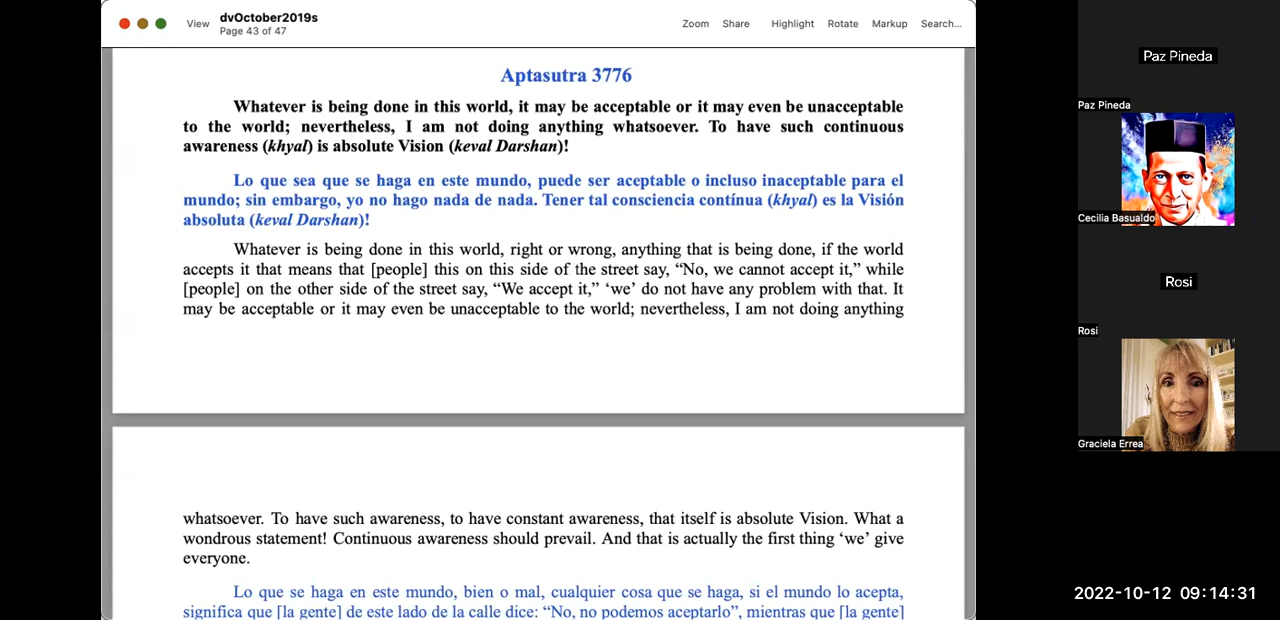 View
dvOctober2019s
Page 43 of 47
Zoom Share Highlight Rotate Markup Search...
Aptasutra 3776
Whatever is being done in this world, it may be acceptable or it may even be unacceptable
to the world; nevertheless, I am not doing anything whatsoever. To have such continuous
awareness (khyal) is absolute Vision (keval Darshan)!
Lo que sea que se haga en este mundo, puede ser aceptable o incluso inaceptable para el
mundo; sin embargo, yo no hago nada de nada. Tener tal consciencia contínua (khyal) es la Visión
absoluta (keval Darshan)!
Whatever is being done in this world, right or wrong, anything that is being done, if the world
accepts it that means that [people] this on this side of the street say, “No, we cannot accept it,” while
[people] on the other side of the street say, “We accept it,” ‘we’ do not have any problem with that. It
may be acceptable or it may even be unacceptable to the world; nevertheless, I am not doing anything
whatsoever. To have such awareness, to have constant awareness, that itself is absolute Vision. What a
wondrous statement! Continuous awareness should prevail. And that is actually the first thing ‘we’ give
everyone.
Lo que se haga en este mundo, bien o mal, cualquier cosa que se haga, si el mundo lo acepta,
significa que [la gente] de este lado de la calle dice: “No, no podemos aceptarlo”, mientras que [la gente]
Paz Pineda
Paz Pineda
Cecilia Basualdo
Rosi
Rosi
Graciela Errea
2022-10-12 09:14:31